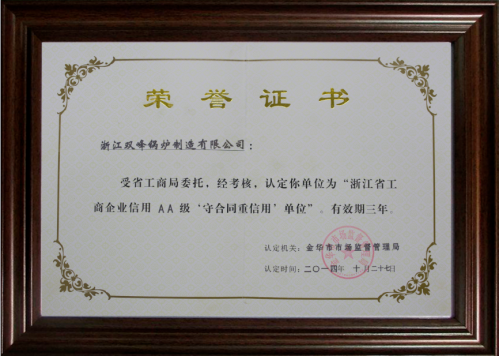 荣誉证书
浙江双峰锅炉制造有限公司：
受省工商局委托，经考核，认定你单位为“浙江省工
商企业信用 AA 级‘守合同重信用’单位”。有效期三年。
认定机关：金华市市场监督管理局
认定时间：二〇一四年 十 月二十七日